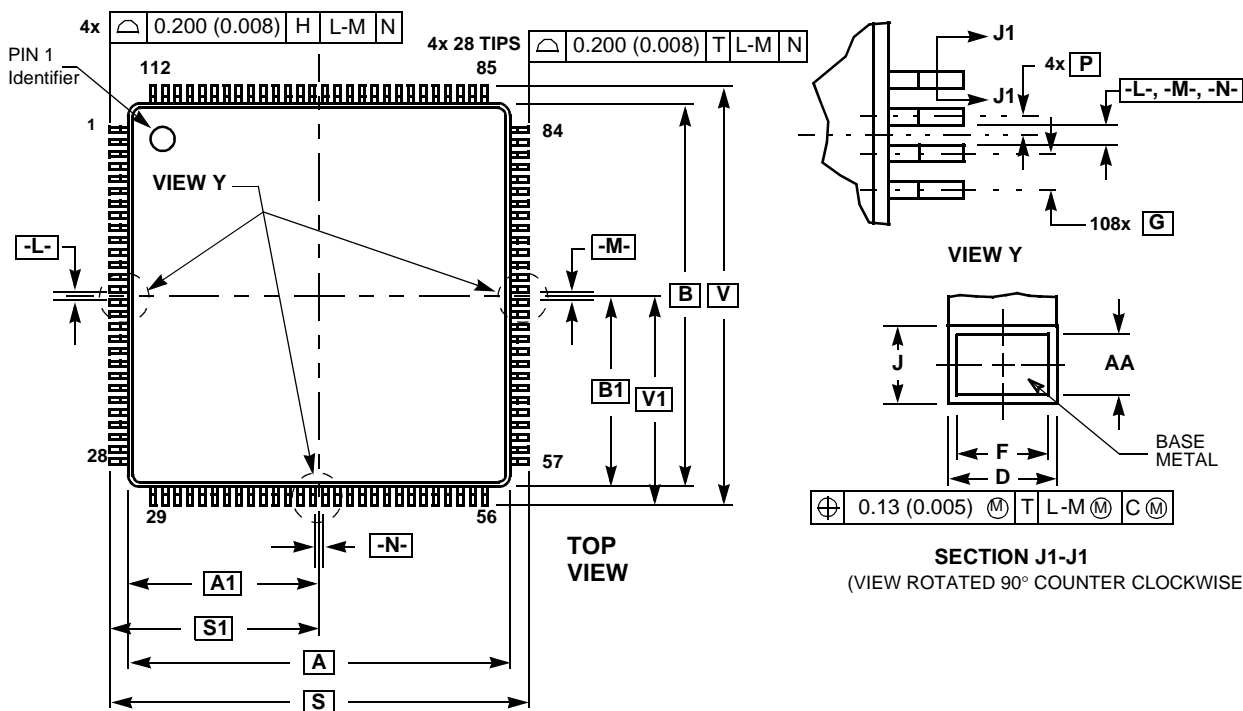 4x ⌓ 0.200 (0.008) H L-M N
4x 28 TIPS ⌓ 0.200 (0.008) T L-M N
PIN 1
Identifier
112
85
1
84
VIEW Y
-L-
-M-
B
V
B1
V1
28
57
29
56
-N-
TOP
VIEW
A1
S1
A
S
J1
J1
4x P
-L-, -M-, -N-
108x G
VIEW Y
J
AA
F
D
BASE
METAL
⌖ 0.13 (0.005) Ⓜ T L-M Ⓜ C Ⓜ
SECTION J1-J1
(VIEW ROTATED 90° COUNTER CLOCKWISE